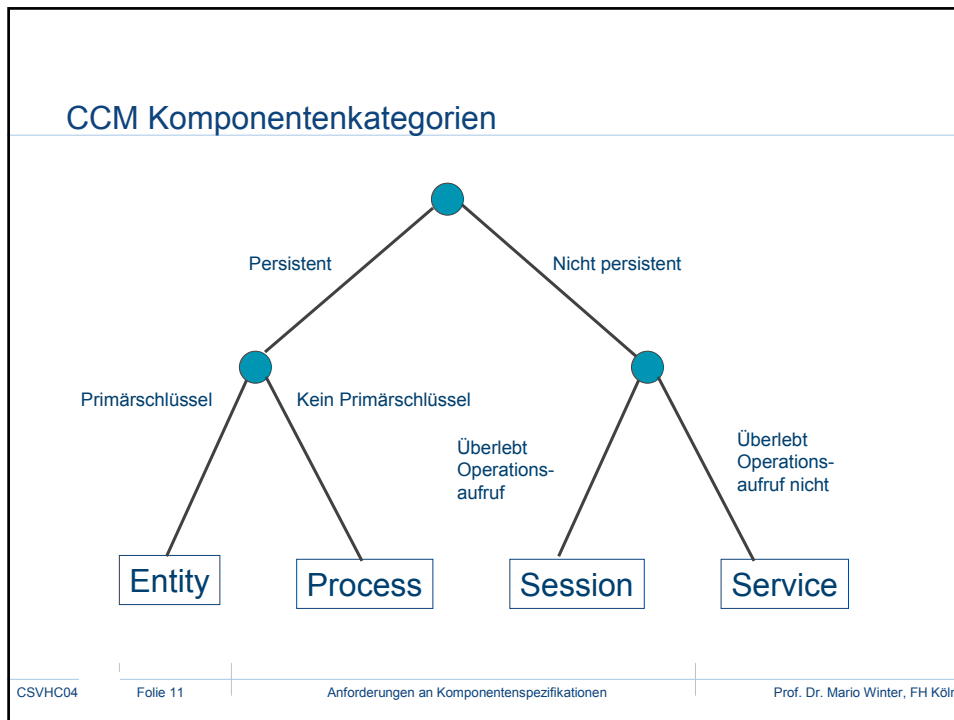 CCM Komponentenkategorien
Persistent
Nicht persistent
Primärschlüssel
Kein Primärschlüssel
Überlebt
Operations-
aufruf
Überlebt
Operations-
aufruf nicht
Entity
Process
Session
Service
CSVHC04
Folie 11
Anforderungen an Komponentenspezifikationen
Prof. Dr. Mario Winter, FH Köln